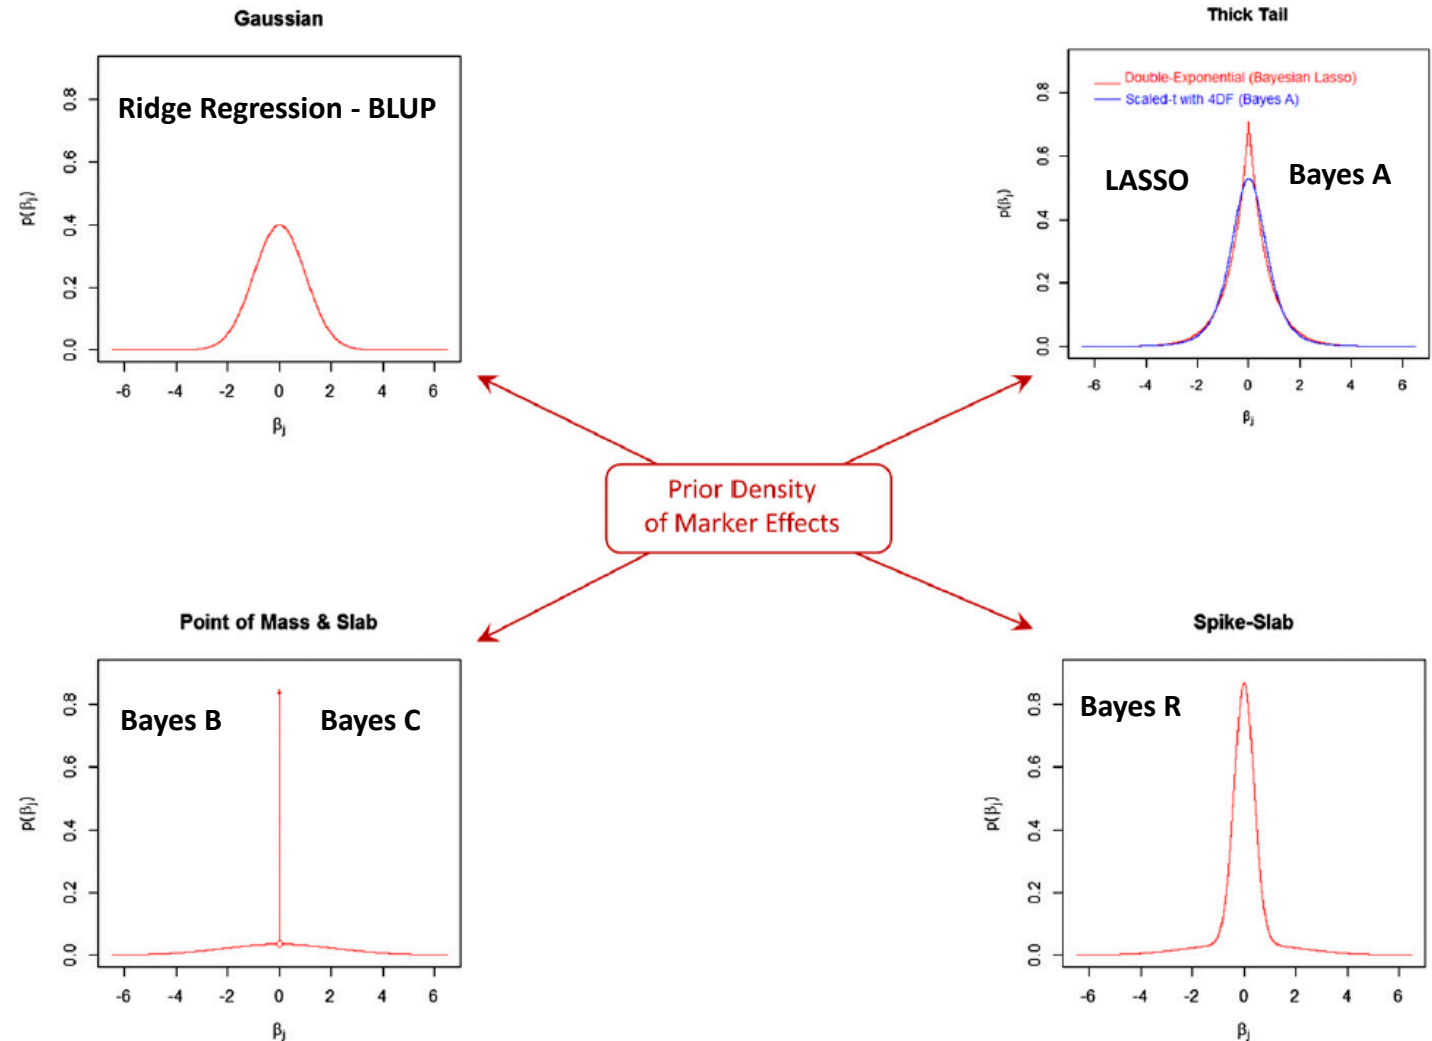 Gaussian
Ridge Regression - BLUP
p(βj)
0.0 0.2 0.4 0.6 0.8
-6 -4 -2 0 2 4 6
βj
Thick Tail
Double-Exponential (Bayesian Lasso)
Scaled-t with 4DF (Bayes A)
LASSO
Bayes A
p(βj)
0.0 0.2 0.4 0.6 0.8
-6 -4 -2 0 2 4 6
βj
Prior Density
of Marker Effects
Point of Mass & Slab
Bayes B
Bayes C
p(βj)
0.0 0.2 0.4 0.6 0.8
-6 -4 -2 0 2 4 6
βj
Spike-Slab
Bayes R
p(βj)
0.0 0.2 0.4 0.6 0.8
-6 -4 -2 0 2 4 6
βj